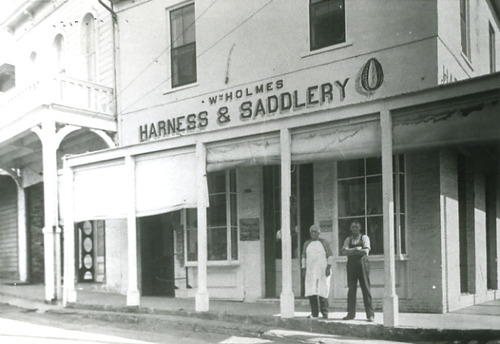 Wᴹ HOLMES
HARNESS & SADDLERY